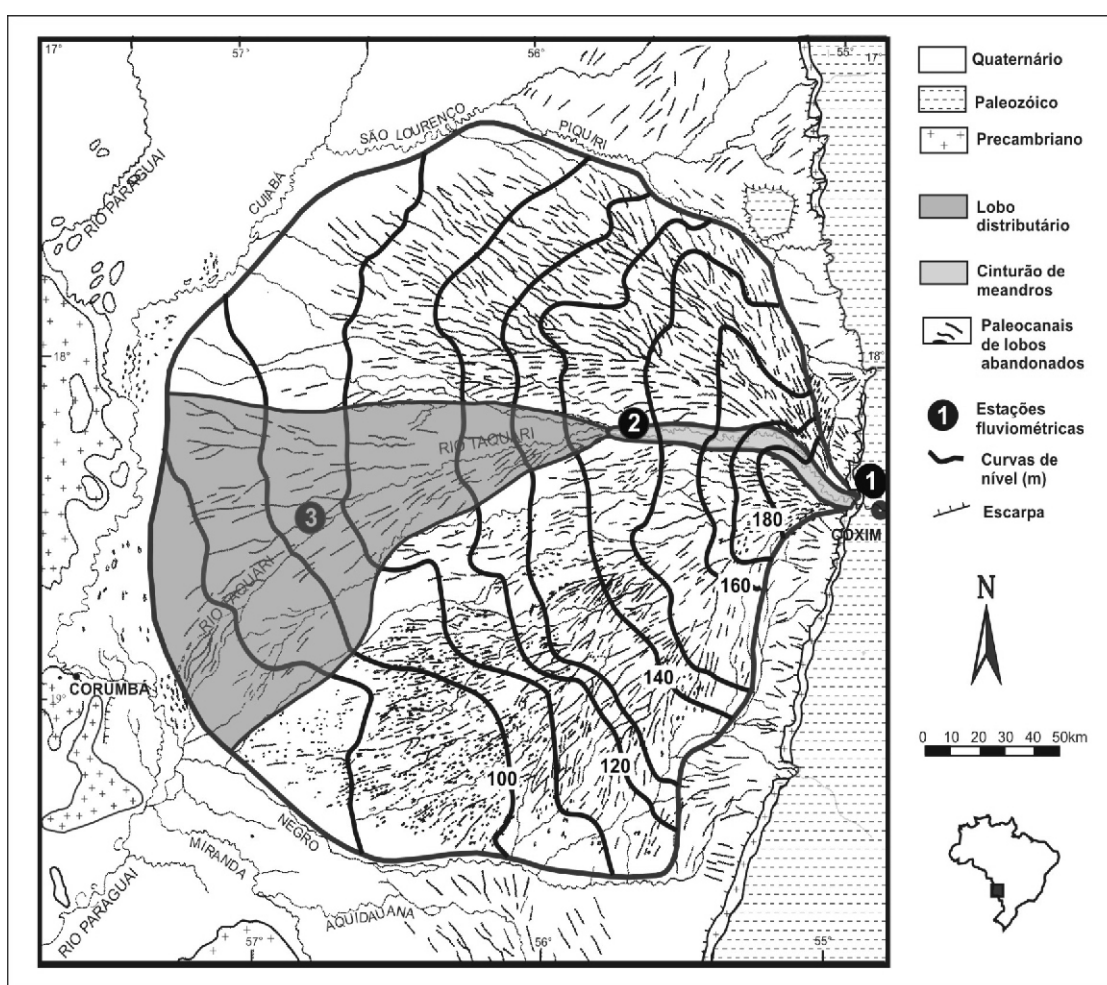 17°
57°
56°
55°
17°
SÃO LOURENÇO
PIQUIRI
CUIABÁ
RIO PARAGUAI
18°
18°
RIO TAQUARI
2
1
3
COXIM
180
160
RIO TAQUARI
140
CORUMBÁ
19°
120
100
NEGRO
MIRANDA
AQUIDAUANA
RIO PARAGUAI
57°
56°
55°
Quaternário
Paleozóico
Precambriano
Lobo
distributário
Cinturão de
meandros
Paleocanais
de lobos
abandonados
1
Estações
fluviométricas
Curvas de
nível (m)
Escarpa
N
0 10 20 30 40 50km